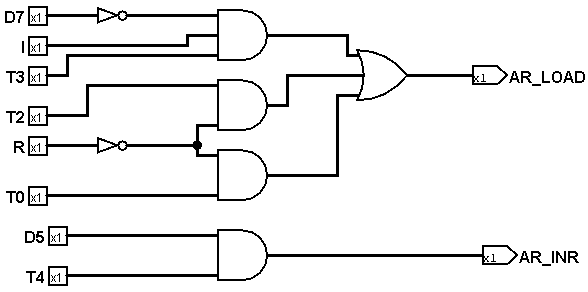 D7 x1
I x1
T3 x1
T2 x1
R x1
T0 x1
x1 AR_LOAD
D5 x1
T4 x1
x1 AR_INR